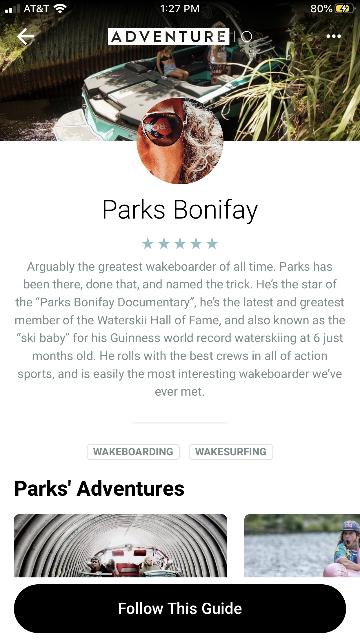 AT&T 1:27 PM 80%
ADVENTURE IO
Parks Bonifay
Arguably the greatest wakeboarder of all time. Parks has
been there, done that, and named the trick. He's the star of
the “Parks Bonifay Documentary”, he's the latest and greatest
member of the Waterskii Hall of Fame, and also known as the
“ski baby” for his Guinness world record waterskiing at 6 just
months old. He rolls with the best crews in all of action
sports, and is easily the most interesting wakeboarder we've
ever met.
WAKEBOARDING WAKESURFING
Parks' Adventures
Follow This Guide